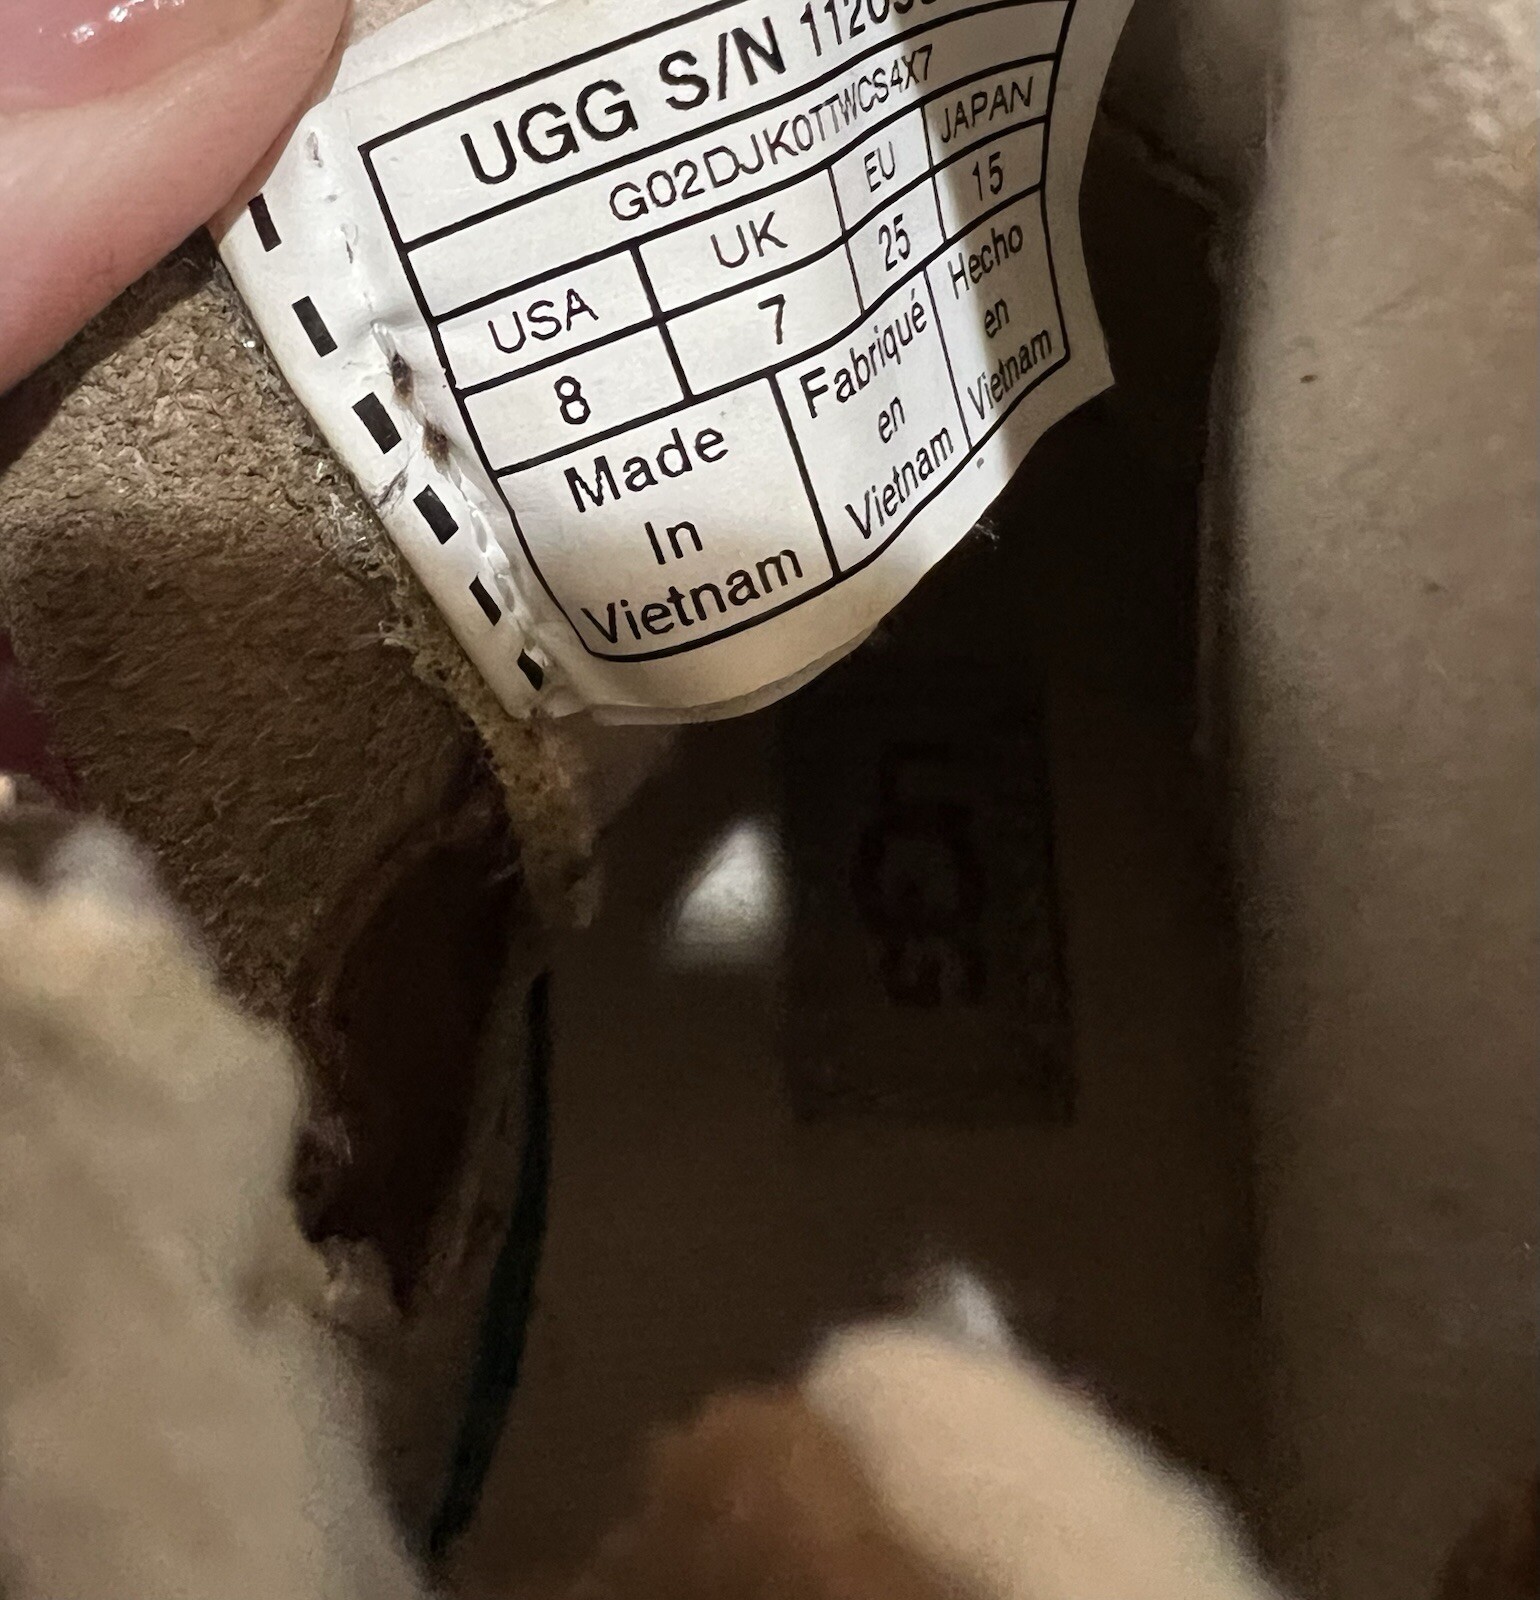 UGG S/N
G02DJK0TTWCS4X7
USA UK EU JAPAN
8 7 25 15
Made
In
Vietnam
Fabriqué
en
Vietnam
Hecho
en
Vietnam